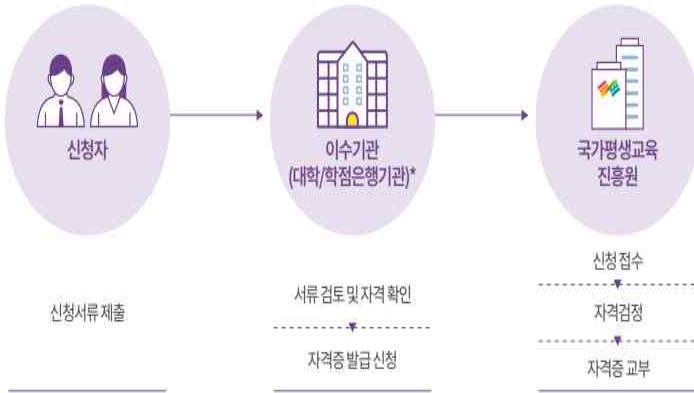 신청자
이수기관
(대학/학점은행기관)*
국가평생교육
진흥원
신청서류 제출
서류 검토 및 자격 확인
자격증 발급 신청
신청 접수
자격검정
자격증 교부